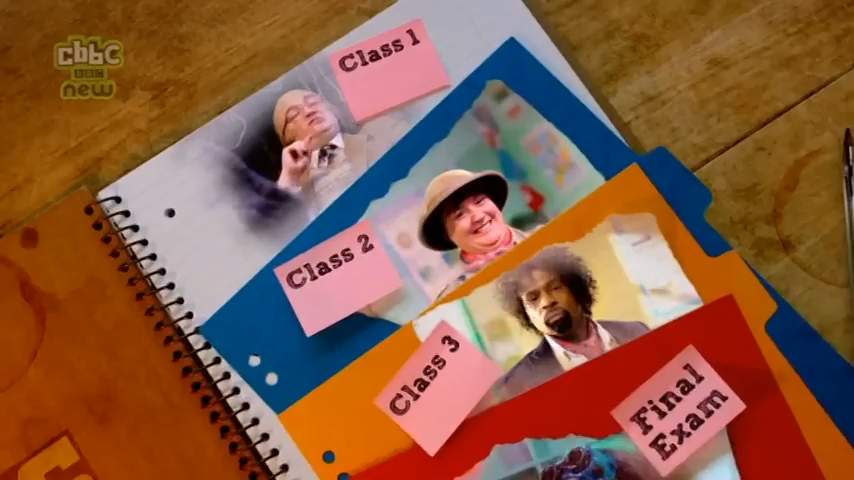 cbbc
BBC
new
Class 1
Class 2
Class 3
Final
Exam